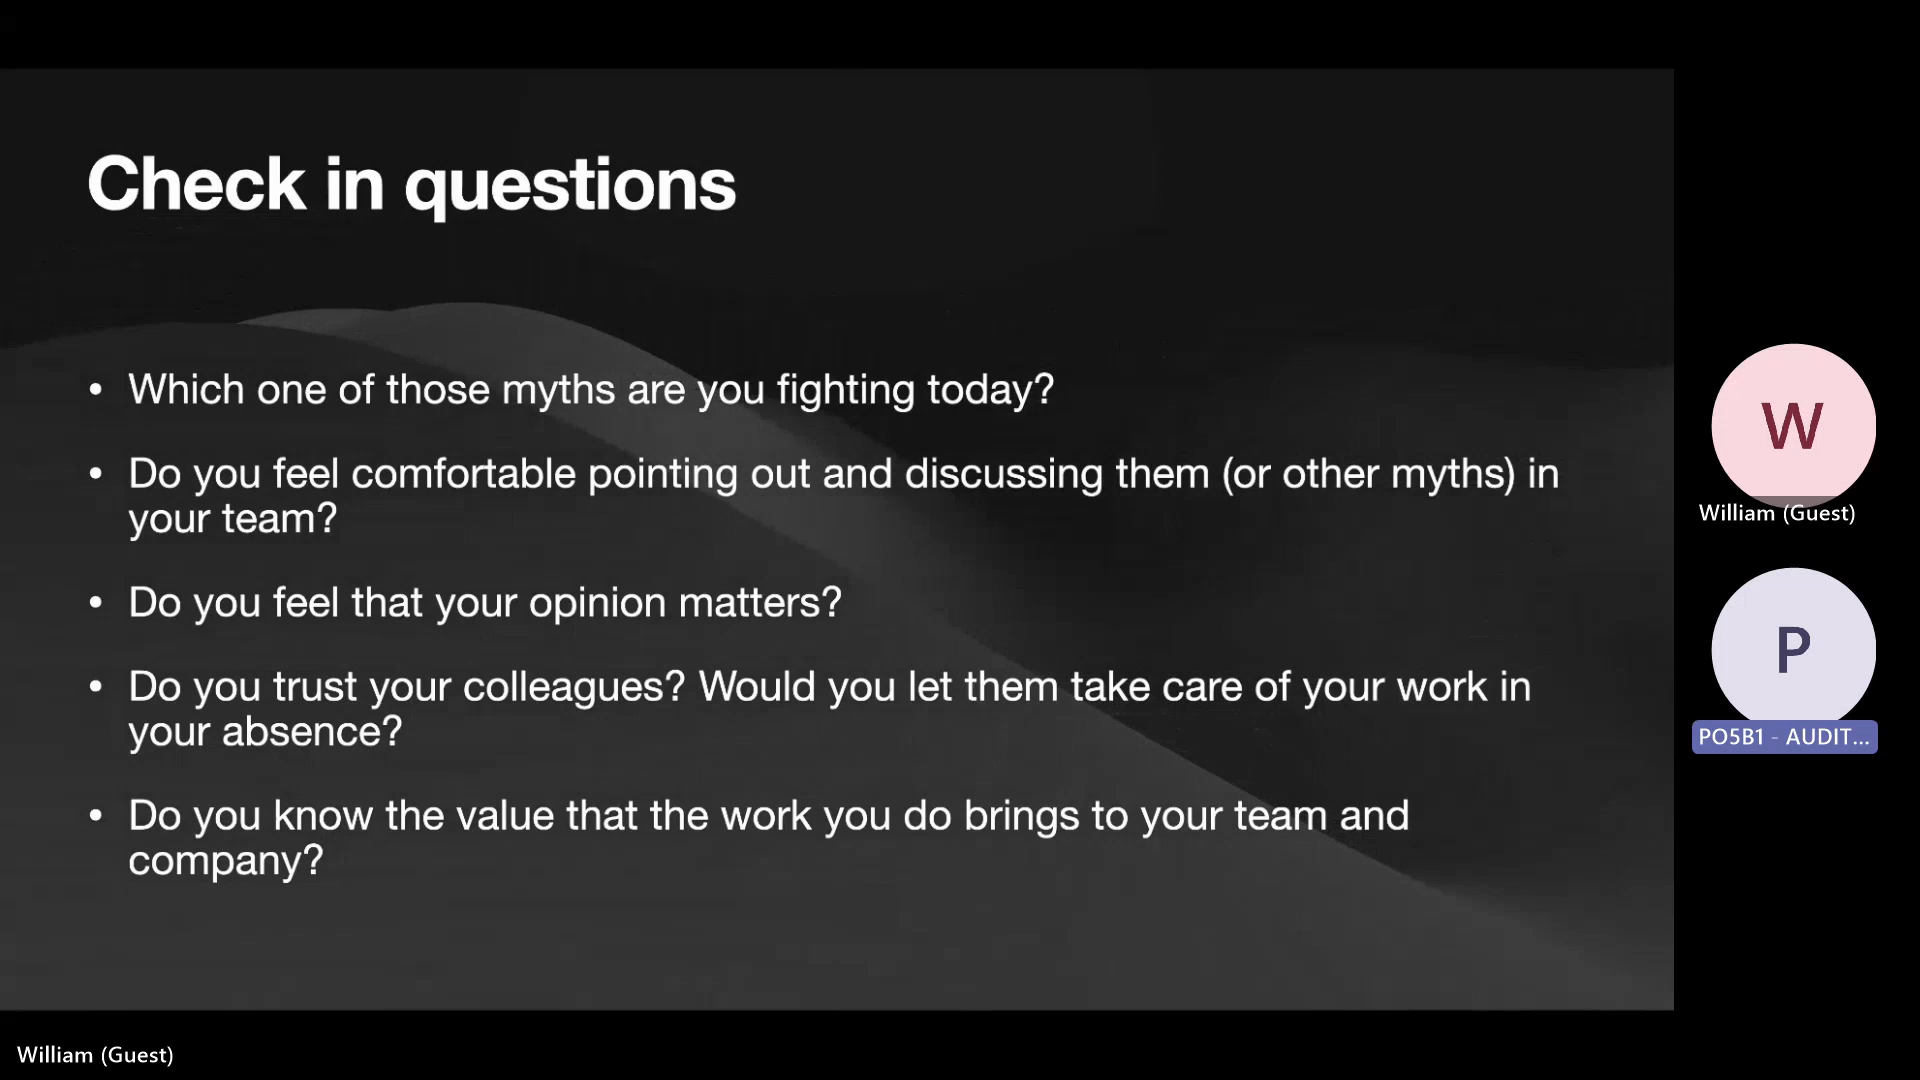 Check in questions
• Which one of those myths are you fighting today?
• Do you feel comfortable pointing out and discussing them (or other myths) in
your team?
• Do you feel that your opinion matters?
• Do you trust your colleagues? Would you let them take care of your work in
your absence?
• Do you know the value that the work you do brings to your team and
company?
W
William (Guest)
P
PO5B1 - AUDIT...
William (Guest)